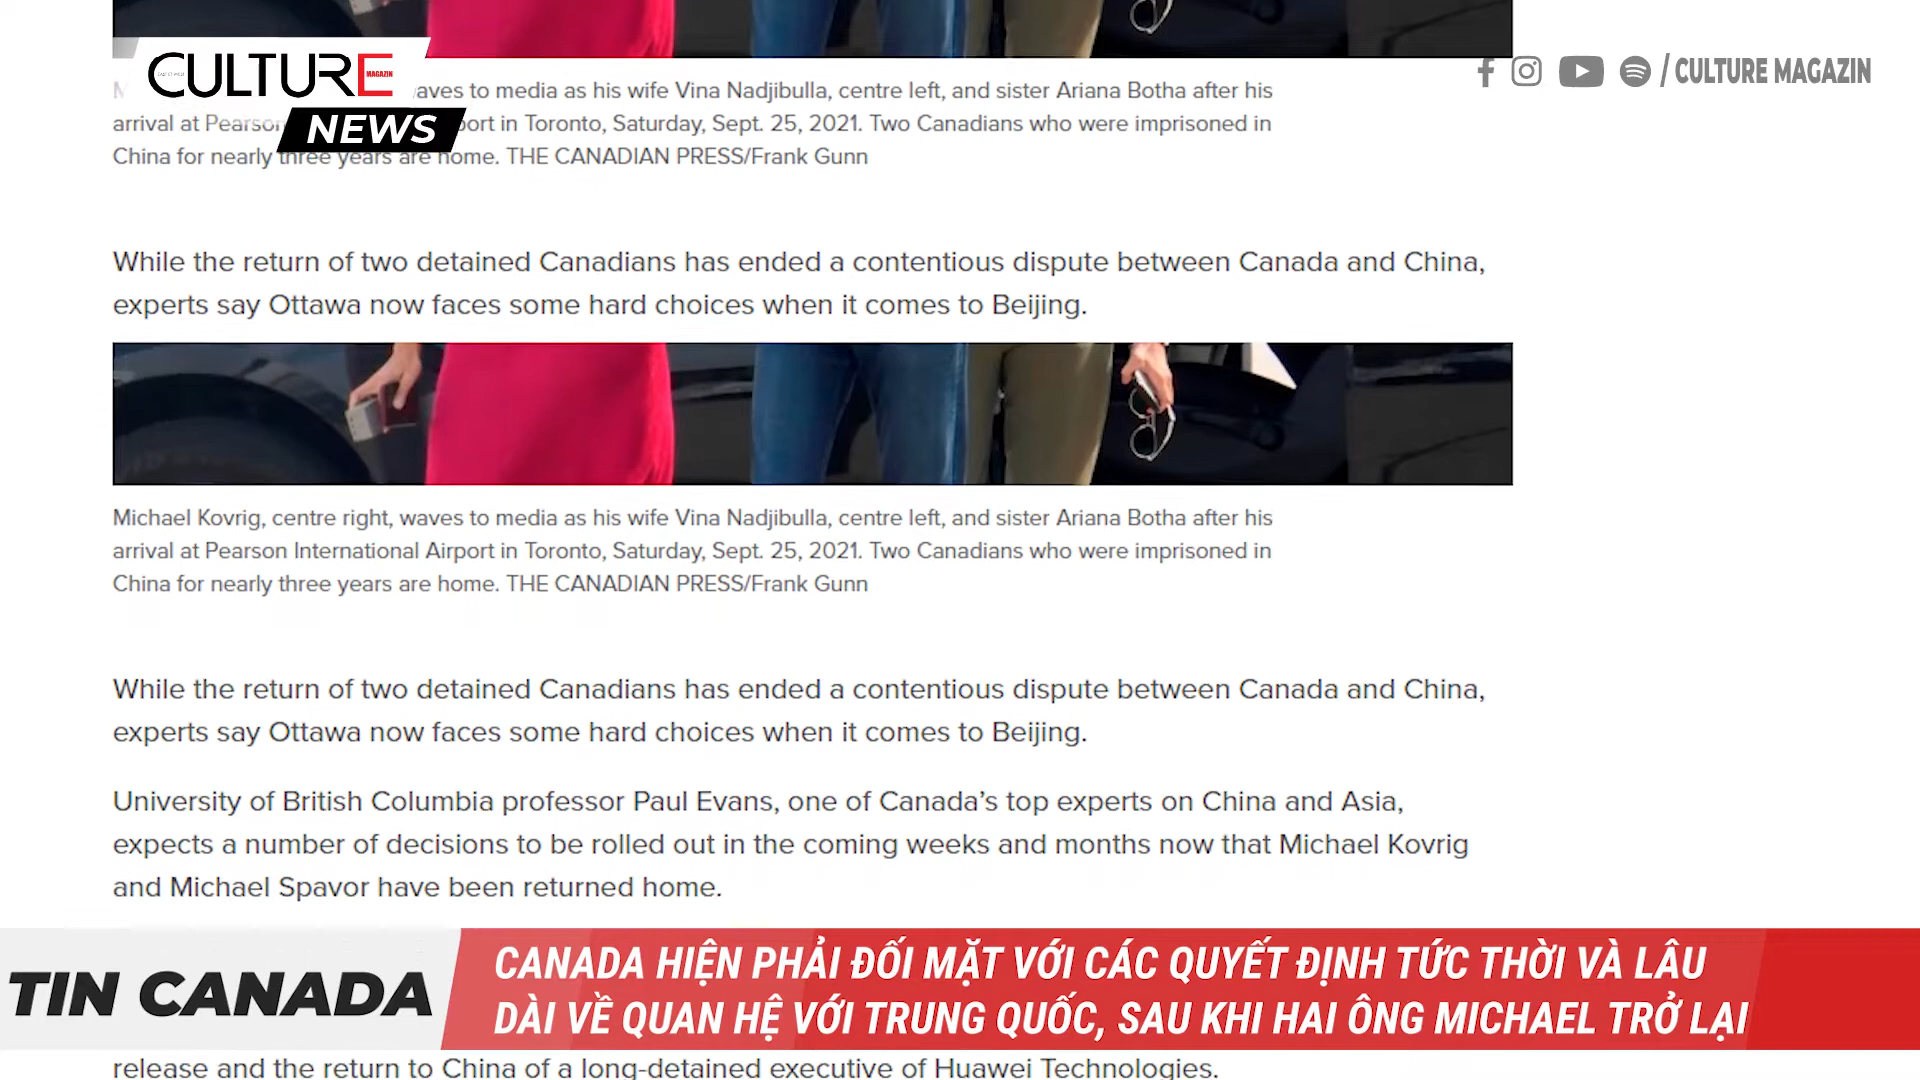 CULTURE
MAGAZIN
NEWS
/ CULTURE MAGAZIN
waves to media as his wife Vina Nadjibulla, centre left, and sister Ariana Botha after his
arrival at Pearson port in Toronto, Saturday, Sept. 25, 2021. Two Canadians who were imprisoned in
China for nearly three years are home. THE CANADIAN PRESS/Frank Gunn
While the return of two detained Canadians has ended a contentious dispute between Canada and China,
experts say Ottawa now faces some hard choices when it comes to Beijing.
Michael Kovrig, centre right, waves to media as his wife Vina Nadjibulla, centre left, and sister Ariana Botha after his
arrival at Pearson International Airport in Toronto, Saturday, Sept. 25, 2021. Two Canadians who were imprisoned in
China for nearly three years are home. THE CANADIAN PRESS/Frank Gunn
While the return of two detained Canadians has ended a contentious dispute between Canada and China,
experts say Ottawa now faces some hard choices when it comes to Beijing.
University of British Columbia professor Paul Evans, one of Canada's top experts on China and Asia,
expects a number of decisions to be rolled out in the coming weeks and months now that Michael Kovrig
and Michael Spavor have been returned home.
TIN CANADA
CANADA HIỆN PHẢI ĐỐI MẶT VỚI CÁC QUYẾT ĐỊNH TỨC THỜI VÀ LÂU
DÀI VỀ QUAN HỆ VỚI TRUNG QUỐC, SAU KHI HAI ÔNG MICHAEL TRỞ LẠI
release and the return to China of a long-detained executive of Huawei Technologies.